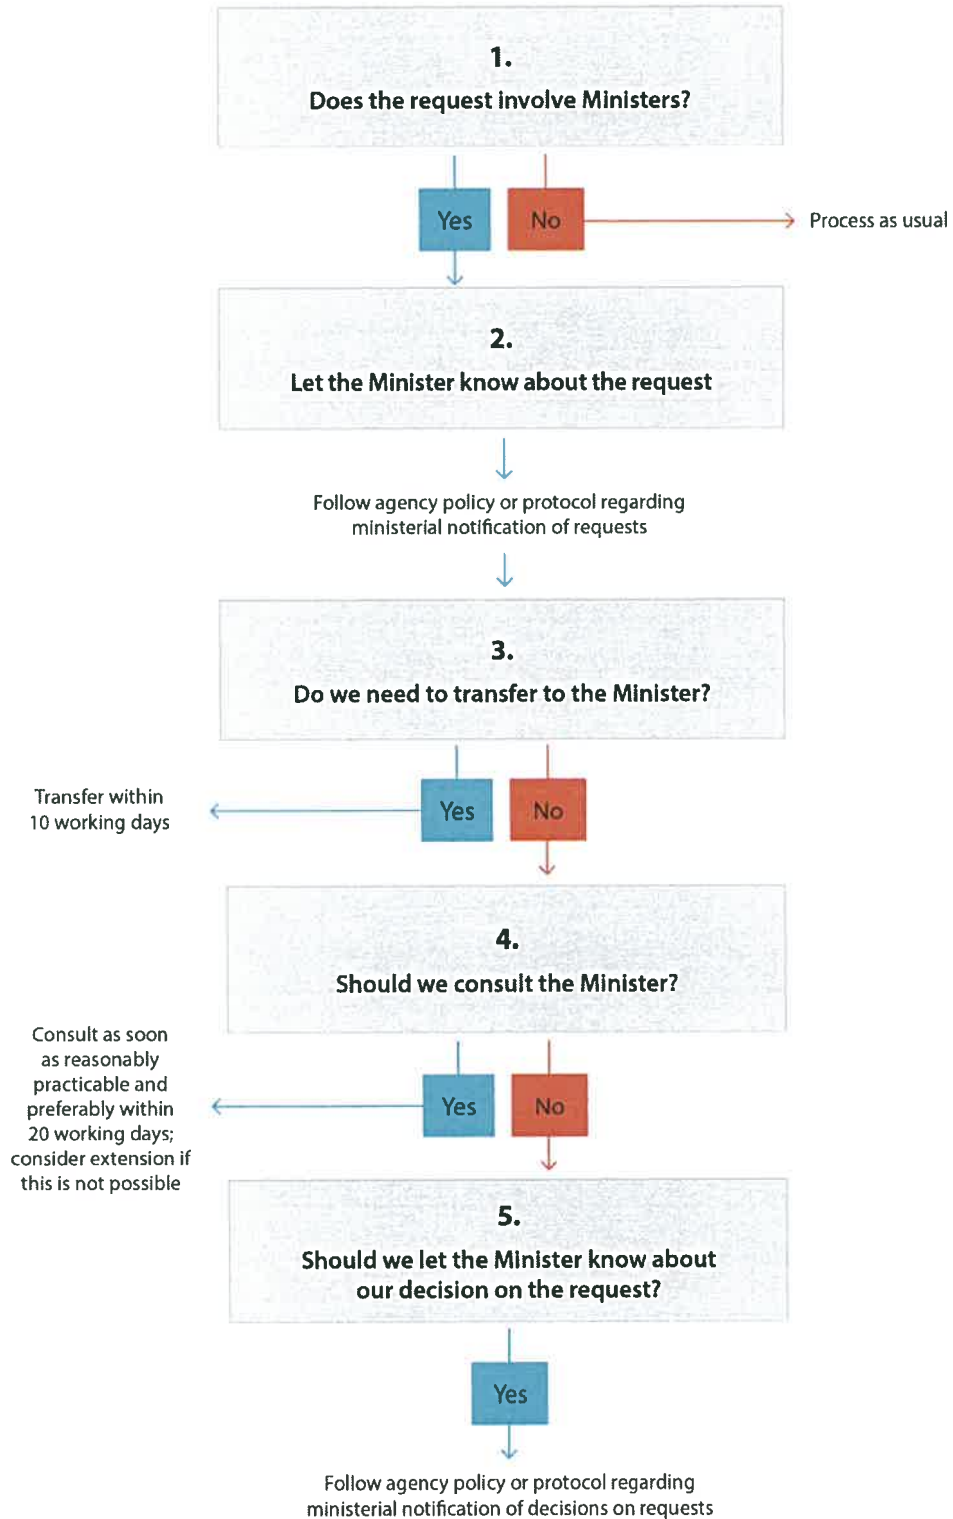 1.
Does the request involve Ministers?
Yes
No
Process as usual
2.
Let the Minister know about the request
Follow agency policy or protocol regarding
ministerial notification of requests
3.
Do we need to transfer to the Minister?
Transfer within
10 working days
Yes
No
4.
Should we consult the Minister?
Consult as soon
as reasonably
practicable and
preferably within
20 working days;
consider extension if
this is not possible
Yes
No
5.
Should we let the Minister know about
our decision on the request?
Yes
Follow agency policy or protocol regarding
ministerial notification of decisions on requests